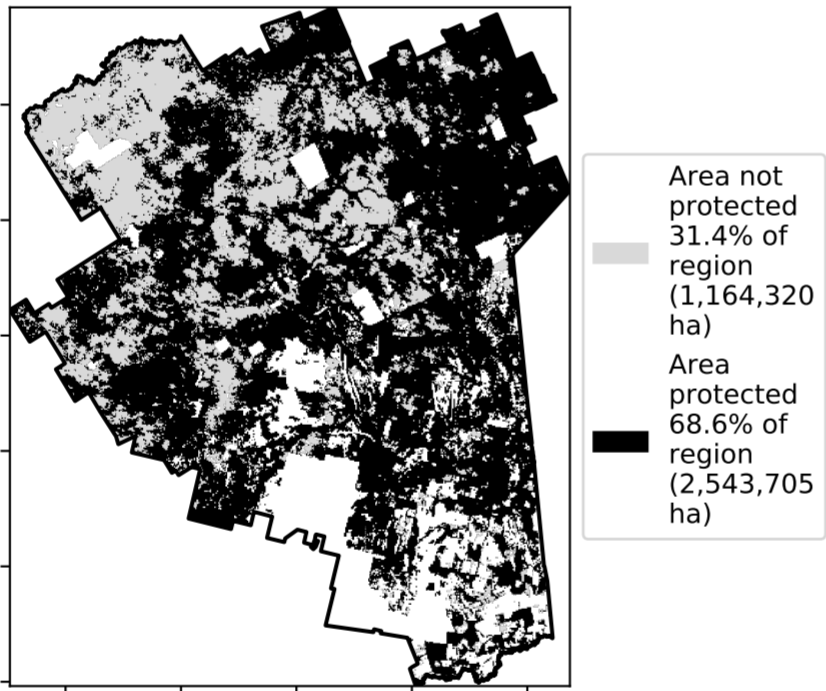 Area not
protected
31.4% of
region
(1,164,320
ha)
Area
protected
68.6% of
region
(2,543,705
ha)